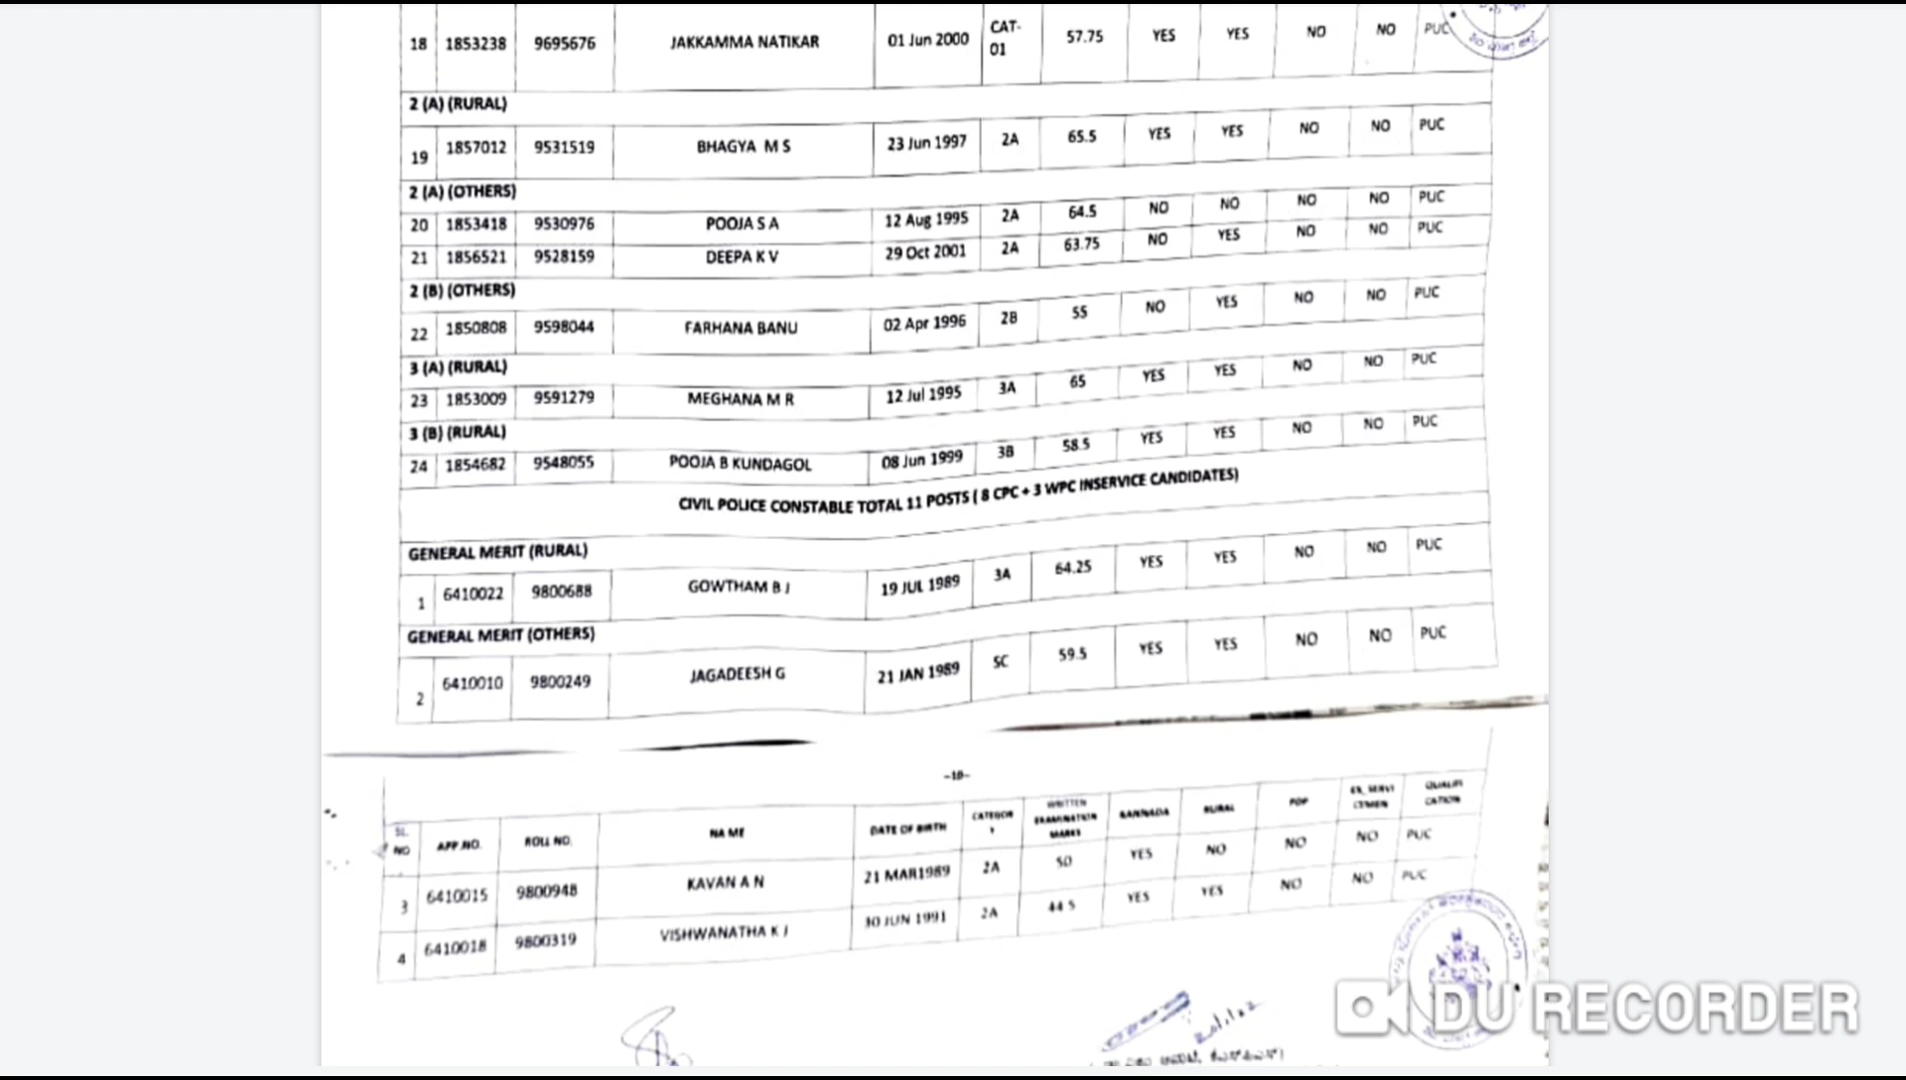 18 1853238 9695676 JAKKAMMA NATIKAR 01 Jun 2000 CAT-01 57.75 YES YES NO NO PUC
2 (A) (RURAL)
19 1857012 9531519 BHAGYA M S 23 Jun 1997 2A 65.5 YES YES NO NO PUC
2 (A) (OTHERS)
20 1853418 9530976 POOJA S A 12 Aug 1995 2A 64.5 NO NO NO NO PUC
21 1856521 9528159 DEEPA K V 29 Oct 2001 2A 63.75 NO YES NO NO PUC
2 (B) (OTHERS)
22 1850808 9598044 FARHANA BANU 02 Apr 1996 2B 55 NO YES NO NO PUC
3 (A) (RURAL)
23 1853009 9591279 MEGHANA M R 12 Jul 1995 3A 65 YES YES NO NO PUC
3 (B) (RURAL)
24 1854682 9548055 POOJA B KUNDAGOL 08 Jun 1999 3B 58.5 YES YES NO NO PUC
CIVIL POLICE CONSTABLE TOTAL 11 POSTS ( 8 CPC + 3 WPC INSERVICE CANDIDATES)
GENERAL MERIT (RURAL)
1 6410022 9800688 GOWTHAM B J 19 JUL 1989 3A 64.25 YES YES NO NO PUC
GENERAL MERIT (OTHERS)
2 6410010 9800249 JAGADEESH G 21 JAN 1989 SC 59.5 YES YES NO NO PUC
-10-
SL. NO APP.NO. ROLL NO. NAME DATE OF BIRTH CATEGORY WRITTEN EXAMINATION MARKS KANNADA RURAL PDP EX_SERVICEMEN QUALIFICATION
3 6410015 9800948 KAVAN A N 21 MAR1989 2A 50 YES NO NO NO PUC
4 6410018 9800319 VISHWANATHA K J 30 JUN 1991 2A 44.5 YES YES NO NO PUC
DU RECORDER